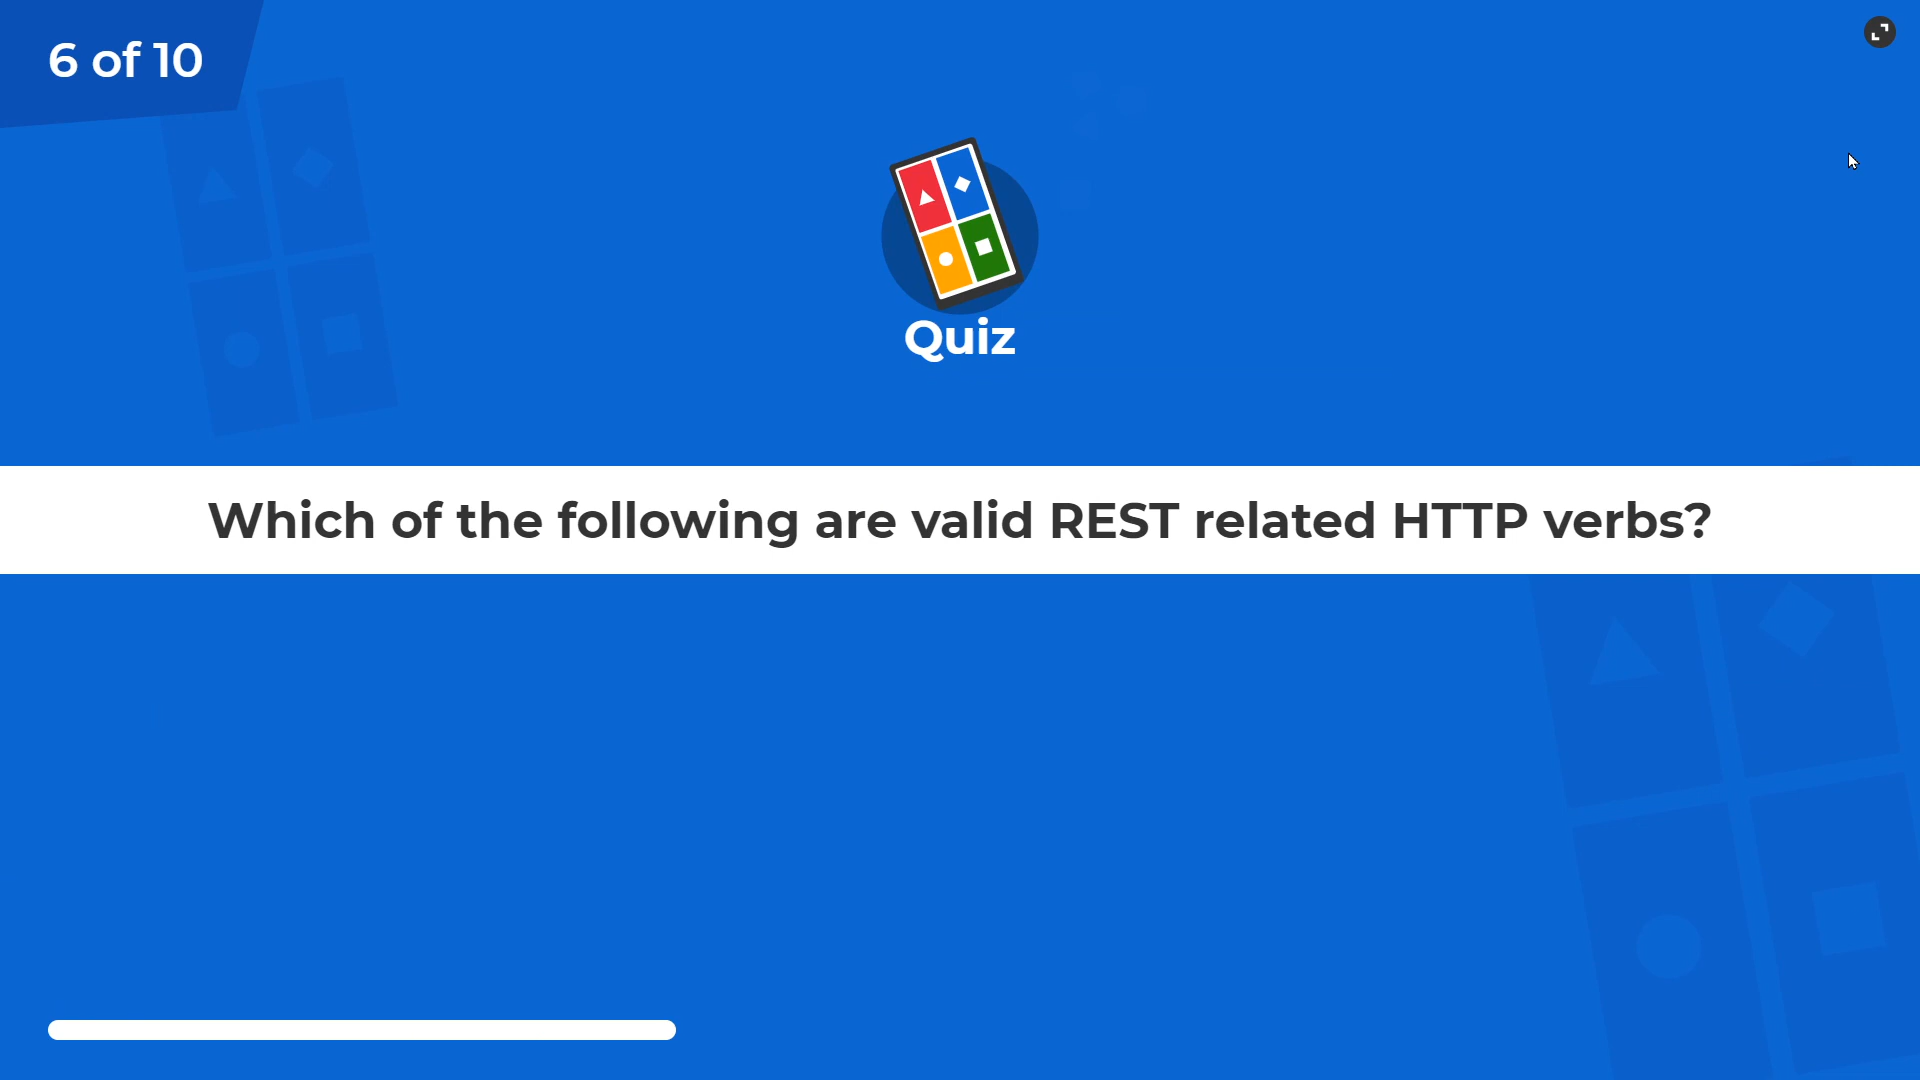 6 of 10
Quiz
Which of the following are valid REST related HTTP verbs?